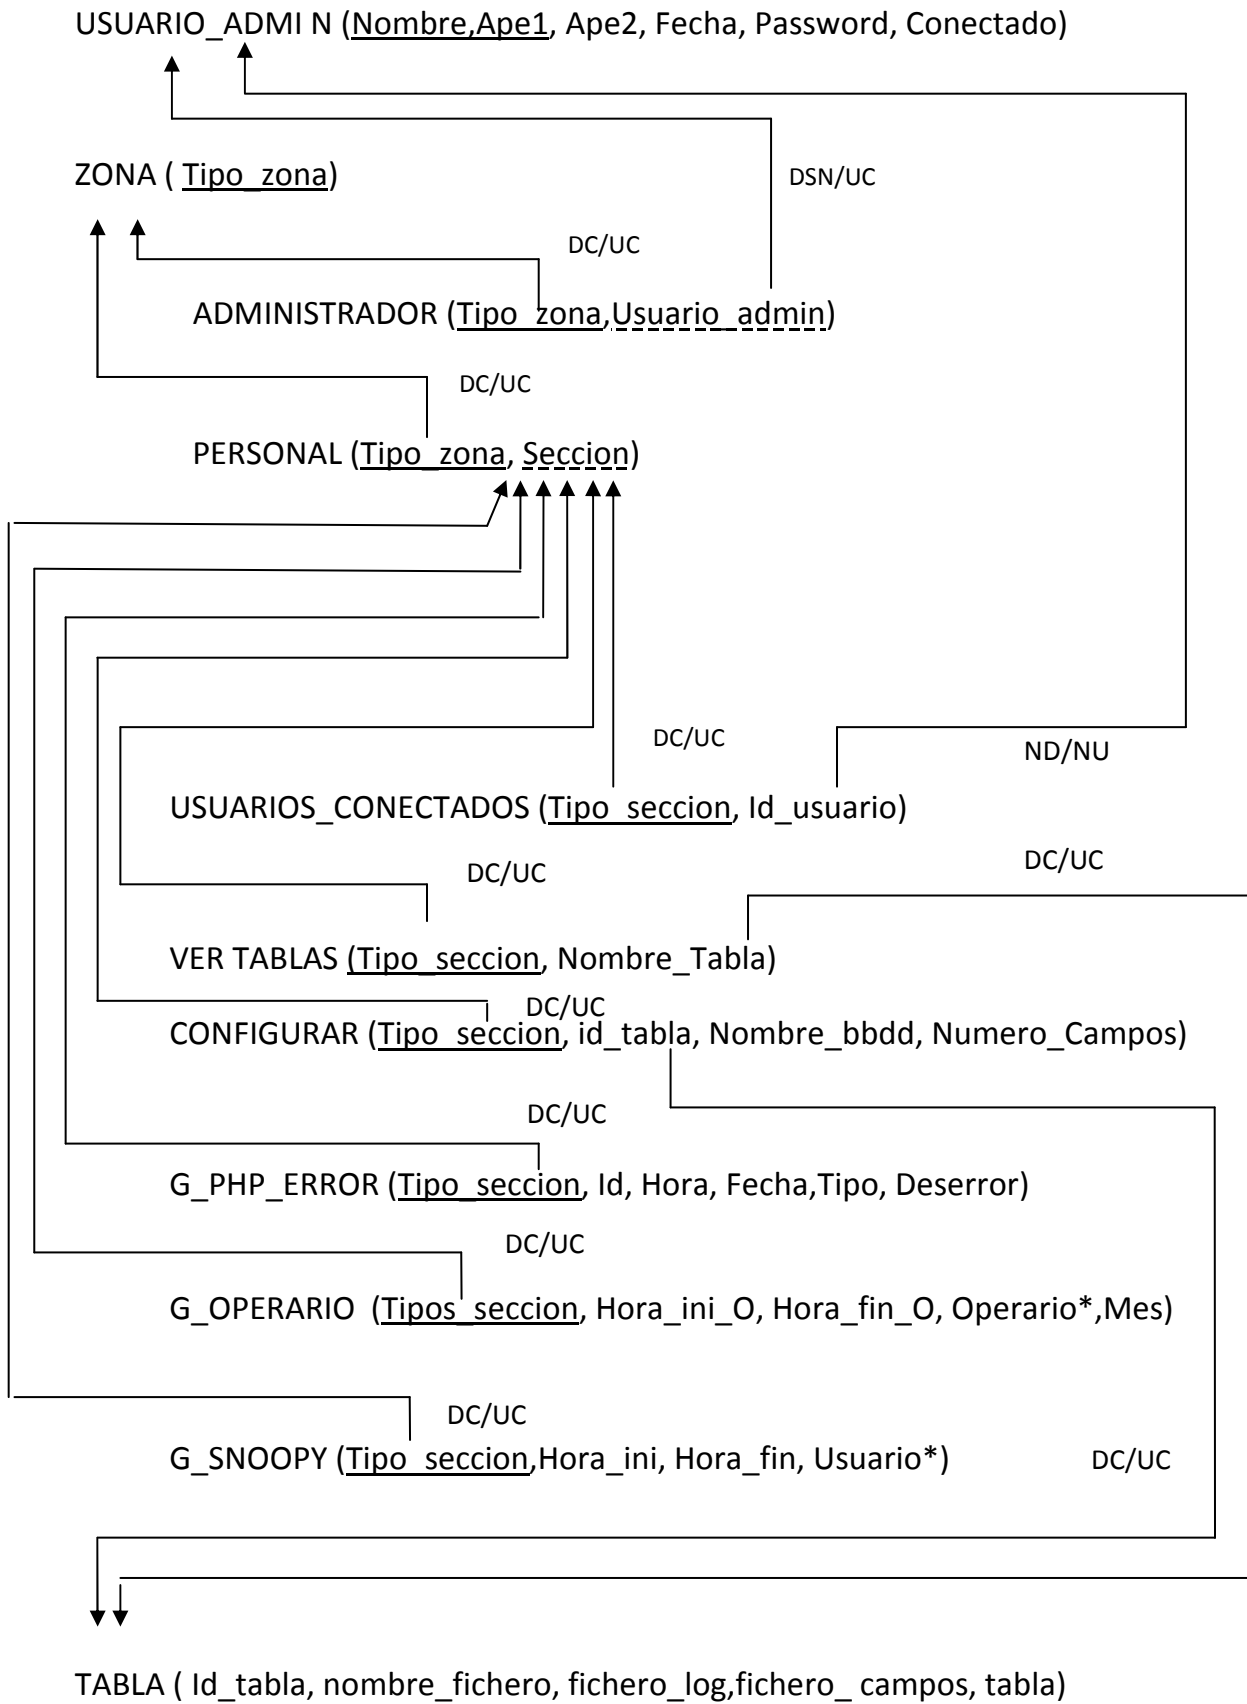 USUARIO_ADMI N (Nombre,Ape1, Ape2, Fecha, Password, Conectado)
ZONA ( Tipo_zona)
DSN/UC
DC/UC
ADMINISTRADOR (Tipo_zona,Usuario_admin)
DC/UC
PERSONAL (Tipo_zona, Seccion)
DC/UC
ND/NU
USUARIOS_CONECTADOS (Tipo_seccion, Id_usuario)
DC/UC
DC/UC
VER TABLAS (Tipo_seccion, Nombre_Tabla)
DC/UC
CONFIGURAR (Tipo_seccion, id_tabla, Nombre_bbdd, Numero_Campos)
DC/UC
G_PHP_ERROR (Tipo_seccion, Id, Hora, Fecha,Tipo, Deserror)
DC/UC
G_OPERARIO (Tipos_seccion, Hora_ini_O, Hora_fin_O, Operario*,Mes)
DC/UC
G_SNOOPY (Tipo_seccion,Hora_ini, Hora_fin, Usuario*)
DC/UC
TABLA ( Id_tabla, nombre_fichero, fichero_log,fichero_ campos, tabla)